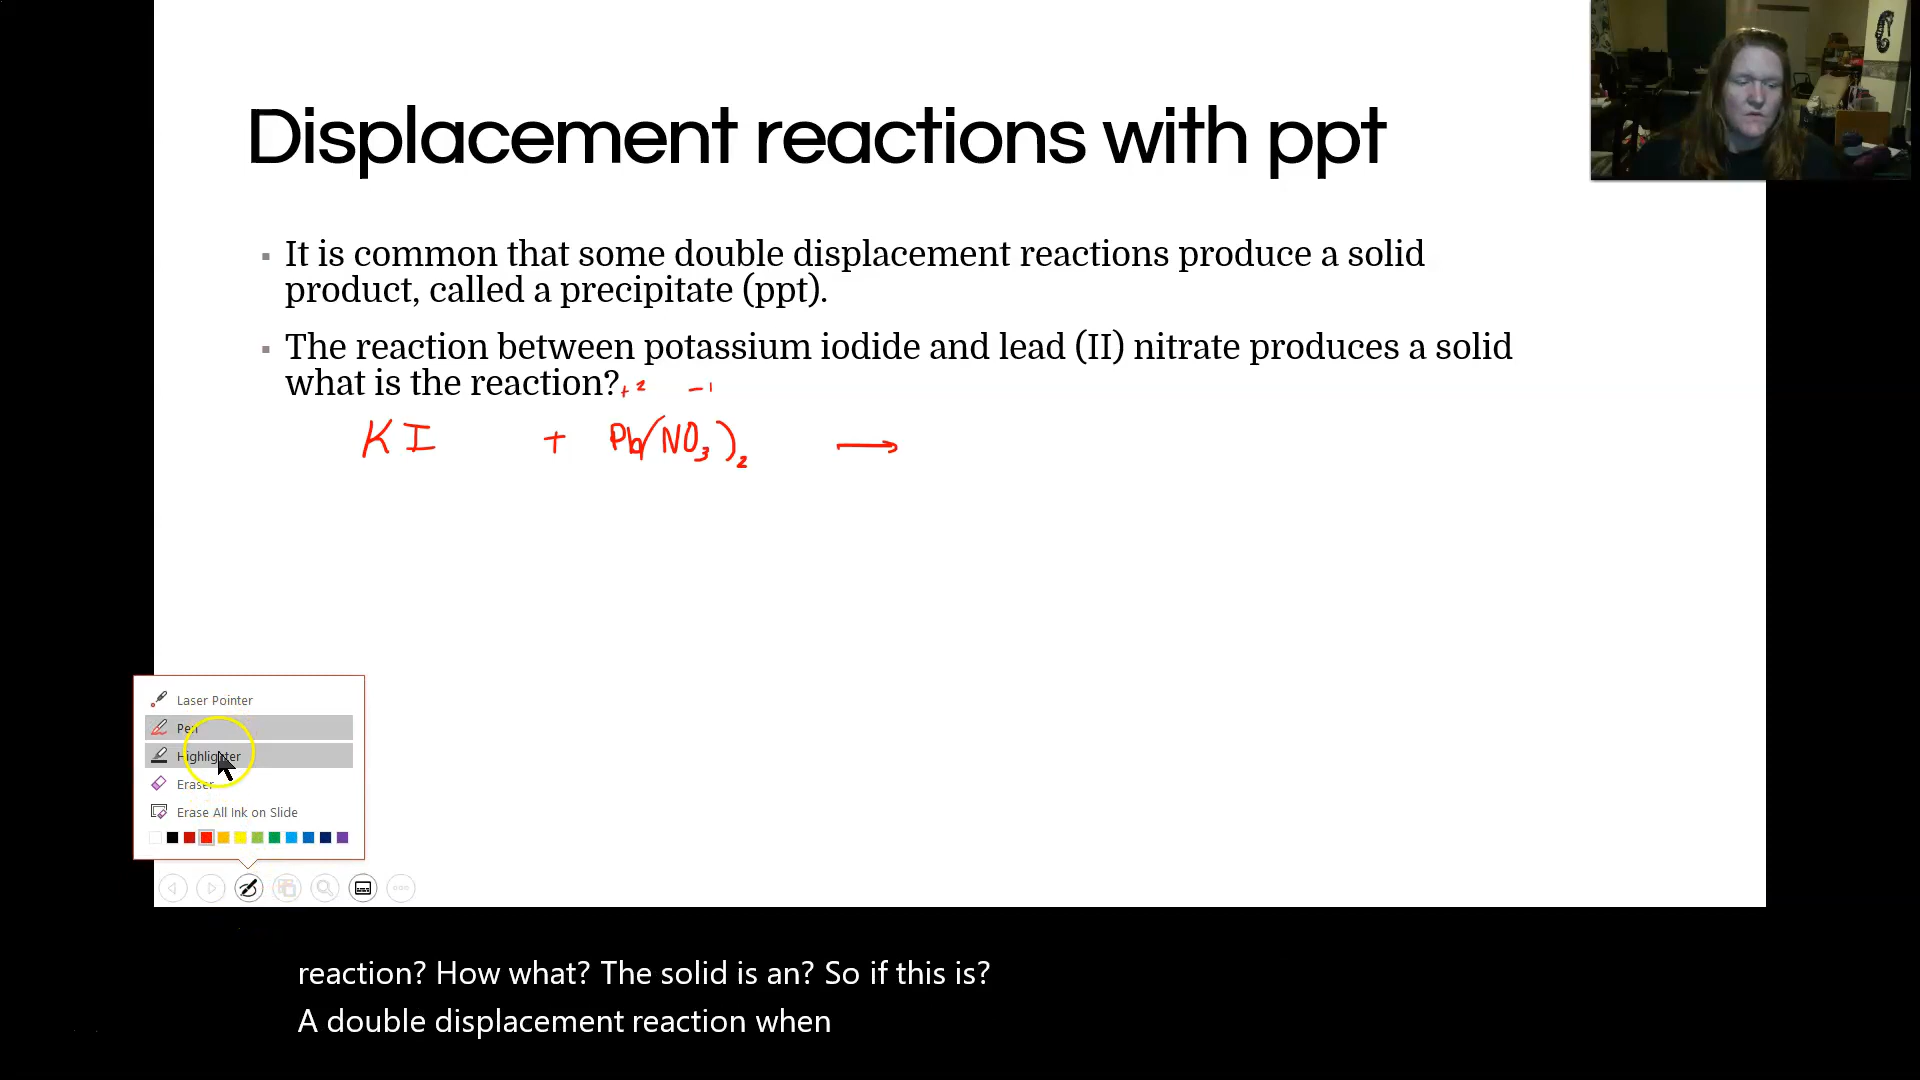 Displacement reactions with ppt
▪ It is common that some double displacement reactions produce a solid
product, called a precipitate (ppt).
▪ The reaction between potassium iodide and lead (II) nitrate produces a solid
what is the reaction?
+2 -1
KI + Pb(NO₃)₂ →
Laser Pointer
Pen
Highlighter
Eraser
Erase All Ink on Slide
reaction? How what? The solid is an? So if this is?
A double displacement reaction when